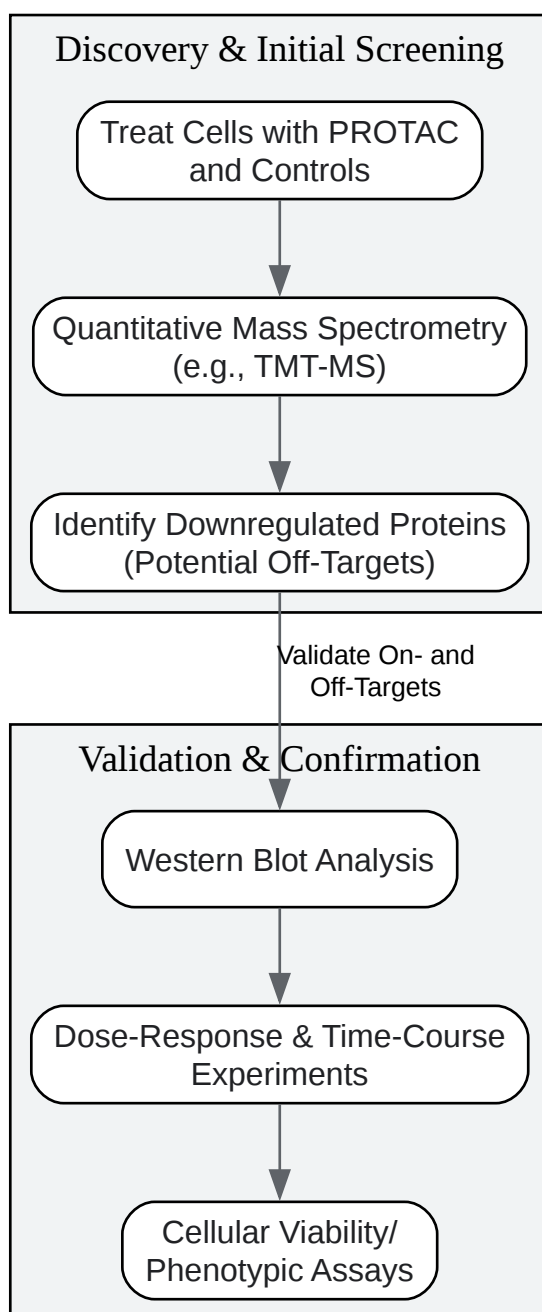 Discovery & Initial Screening
Treat Cells with PROTAC
and Controls
Quantitative Mass Spectrometry
(e.g., TMT-MS)
Identify Downregulated Proteins
(Potential Off-Targets)
Validate On- and
Off-Targets
Validation & Confirmation
Western Blot Analysis
Dose-Response & Time-Course
Experiments
Cellular Viability/
Phenotypic Assays